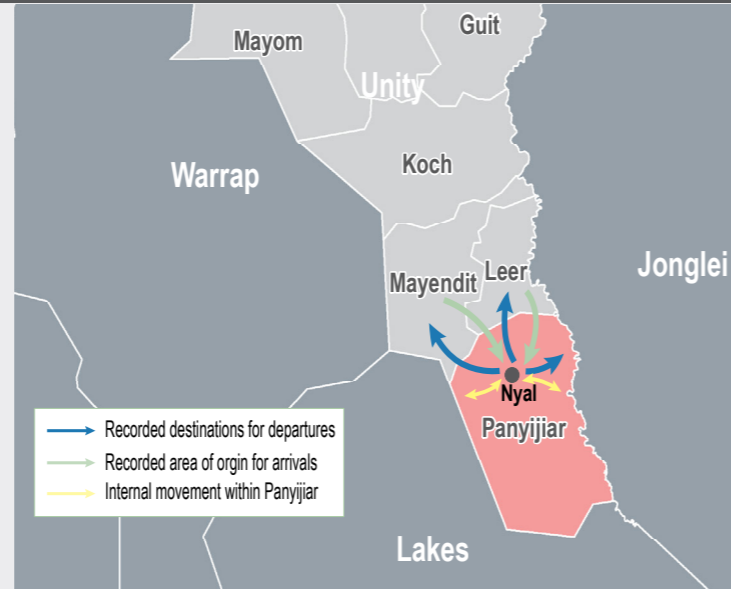 Guit
Mayom
Unity
Koch
Warrap
Jonglei
Leer
Mayendit
Nyal
Panyijiar
Recorded destinations for departures
Recorded area of orgin for arrivals
Internal movement within Panyijiar
Lakes